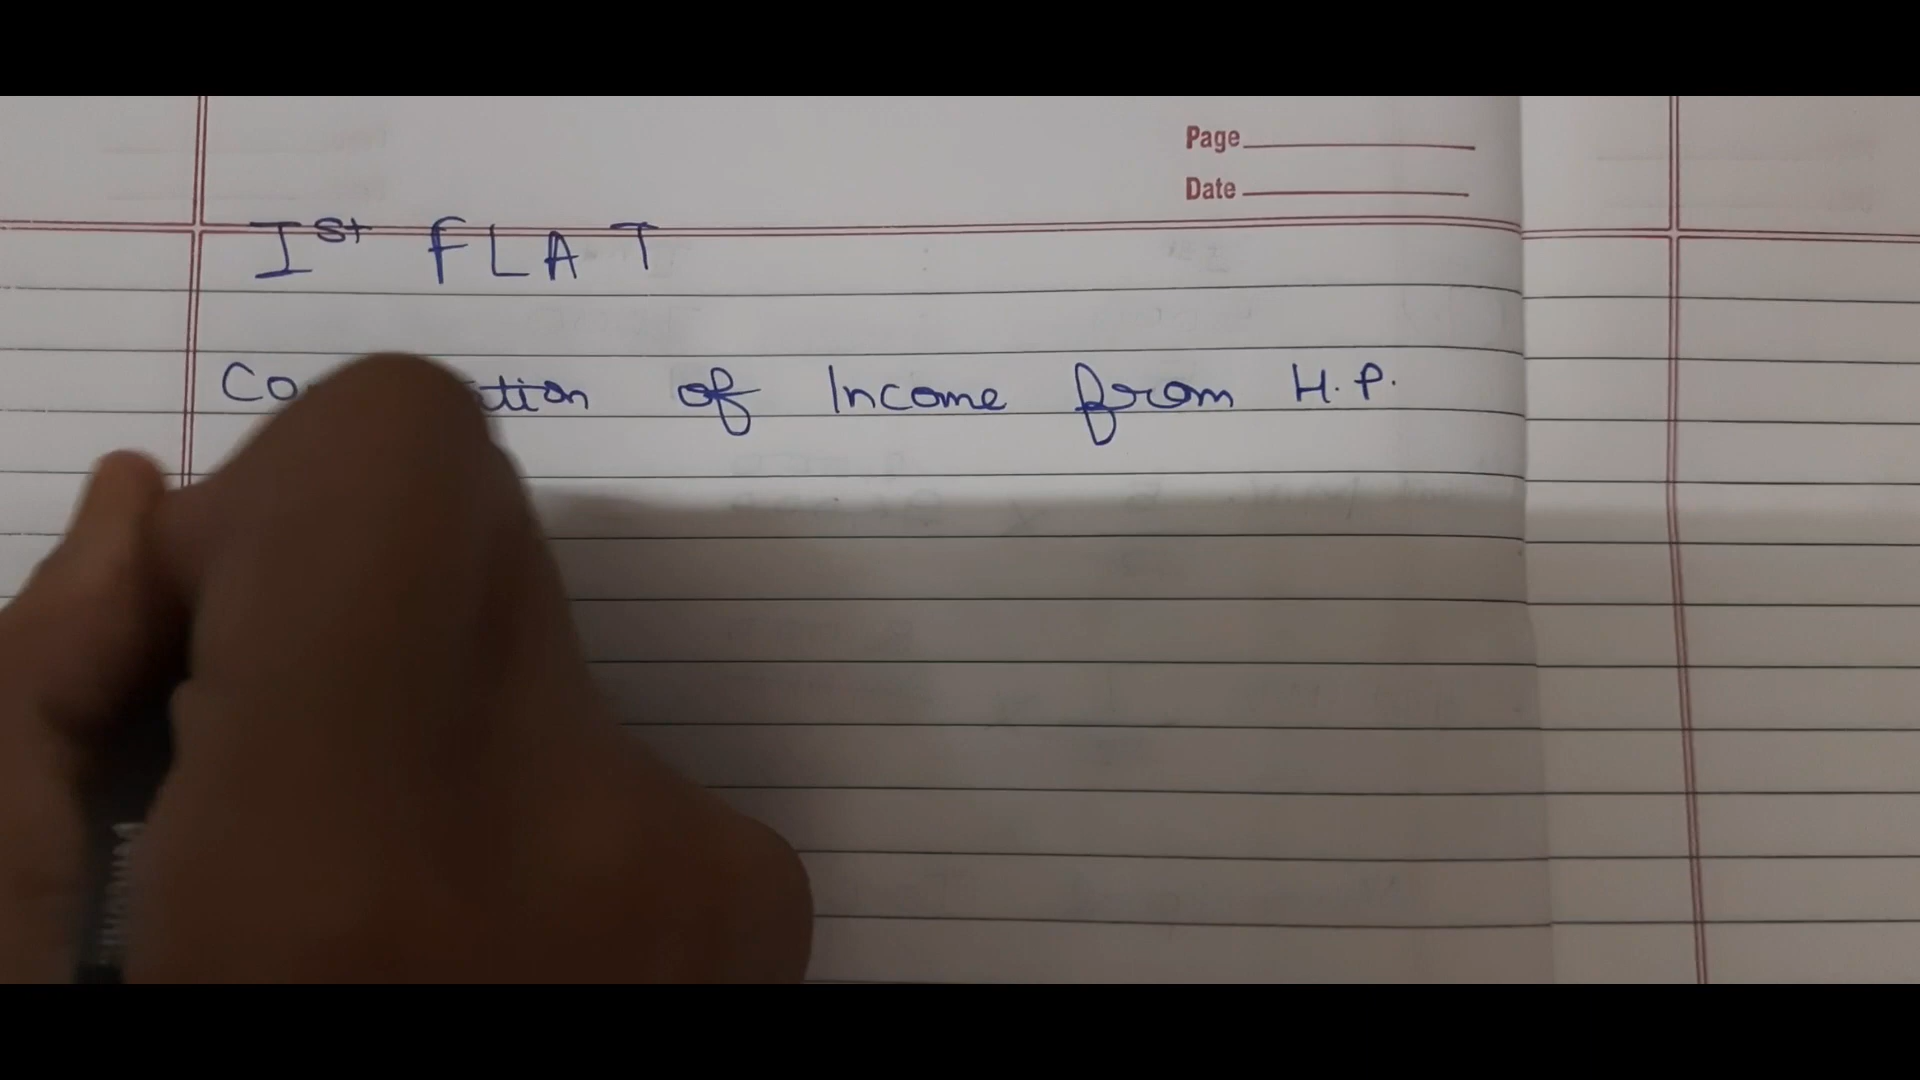 Page
Date
Ist FLAT
of Income from H.P.